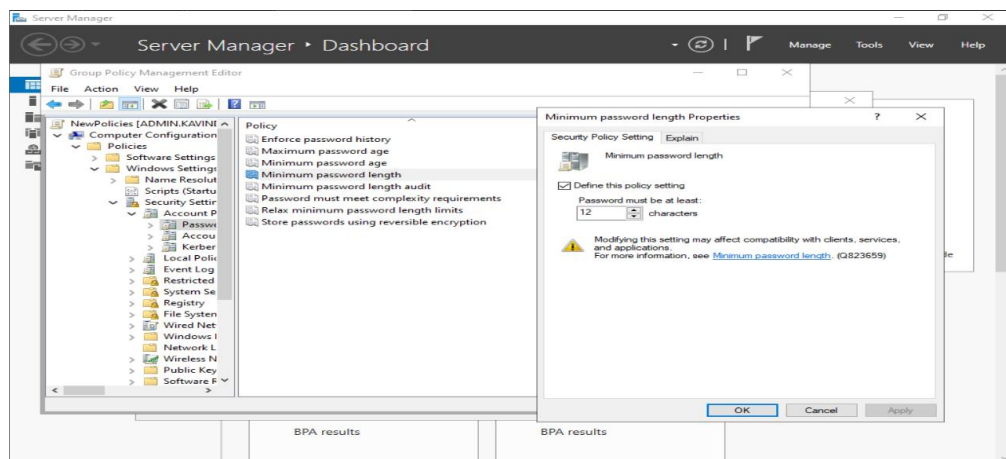 Server Manager
Server Manager • Dashboard
Manage Tools View Help
Group Policy Management Editor
File Action View Help
NewPolicies [ADMIN.KAVINI
Computer Configuration
Policies
Software Settings
Windows Settings
Name Resolut
Scripts (Startu
Security Settin
Account P
Passw
Accou
Kerber
Local Polic
Event Log
Restricted
System Se
Registry
File System
Wired Net
Windows
Network L
Wireless N
Public Key
Software R
Policy
Enforce password history
Maximum password age
Minimum password age
Minimum password length
Minimum password length audit
Password must meet complexity requirements
Relax minimum password length limits
Store passwords using reversible encryption
Minimum password length Properties
Security Policy Setting Explain
Minimum password length
Define this policy setting
Password must be at least:
12 characters
Modifying this setting may affect compatibility with clients, services,
and applications.
For more information, see Minimum password length. (Q823659)
OK Cancel Apply
BPA results BPA results